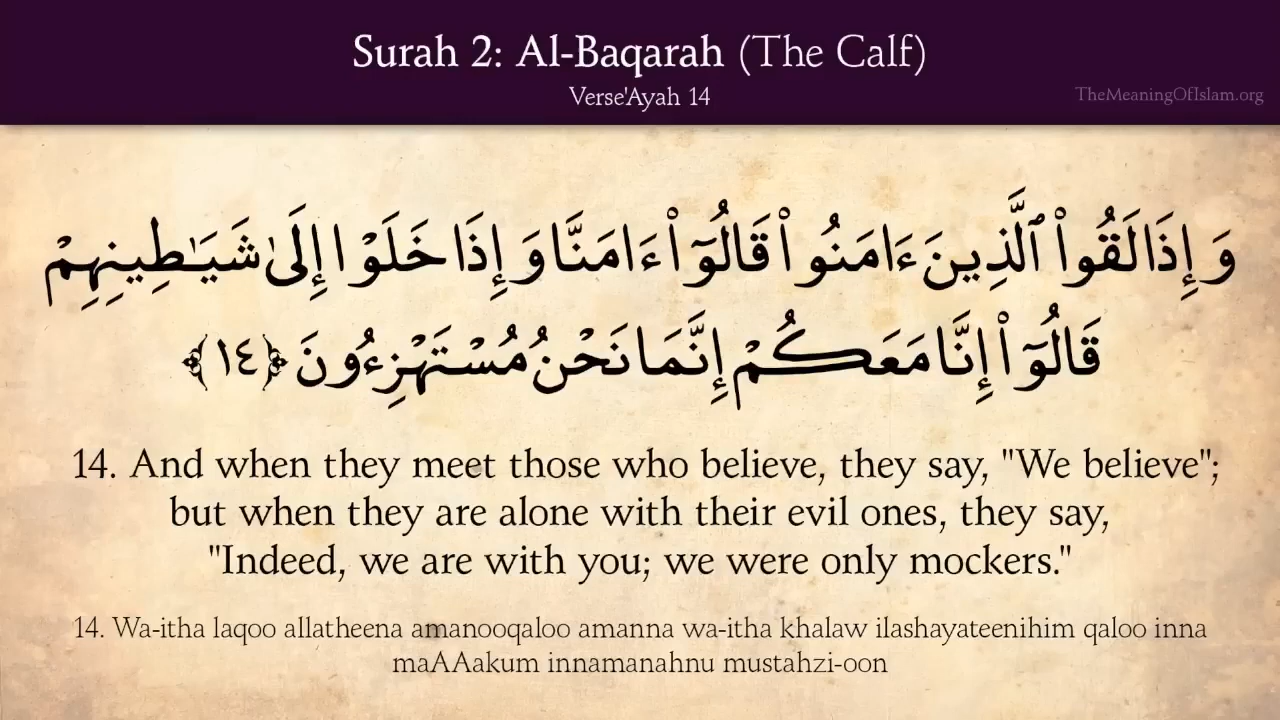 Surah 2: Al-Baqarah (The Calf)
Verse'Ayah 14
TheMeaningOfIslam.org
وَإِذَا لَقُوا۟ ٱلَّذِينَ ءَامَنُوا۟ قَالُوٓا۟ ءَامَنَّا وَإِذَا خَلَوْا۟ إِلَىٰ شَيَـٰطِينِهِمْ
قَالُوٓا۟ إِنَّا مَعَكُمْ إِنَّمَا نَحْنُ مُسْتَهْزِءُونَ ﴿١٤﴾
14. And when they meet those who believe, they say, "We believe";
but when they are alone with their evil ones, they say,
"Indeed, we are with you; we were only mockers."
14. Wa-itha laqoo allatheena amanooqaloo amanna wa-itha khalaw ilashayateenihim qaloo inna
maAAakum innamanahnu mustahzi-oon